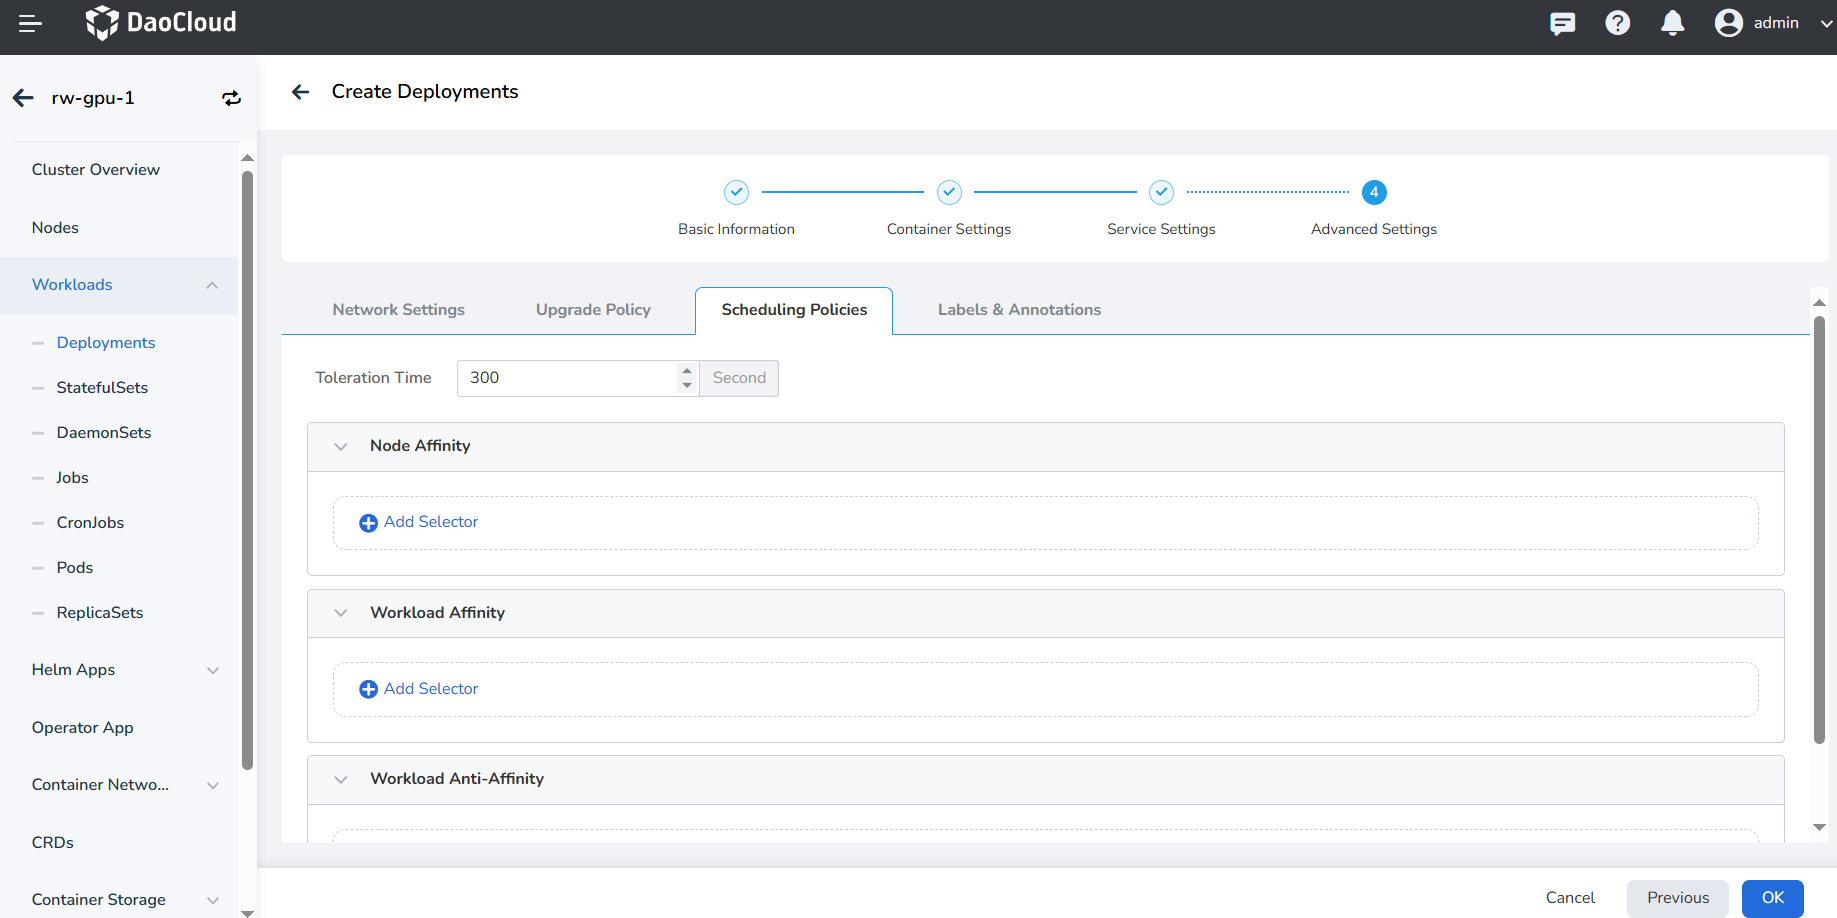 DaoCloud
admin
rw-gpu-1
Create Deployments
Cluster Overview
Nodes
Workloads
Deployments
StatefulSets
DaemonSets
Jobs
CronJobs
Pods
ReplicaSets
Helm Apps
Operator App
Container Netwo...
CRDs
Container Storage
4
Basic Information
Container Settings
Service Settings
Advanced Settings
Network Settings
Upgrade Policy
Scheduling Policies
Labels & Annotations
Toleration Time
300
Second
Node Affinity
Add Selector
Workload Affinity
Add Selector
Workload Anti-Affinity
Cancel
Previous
OK